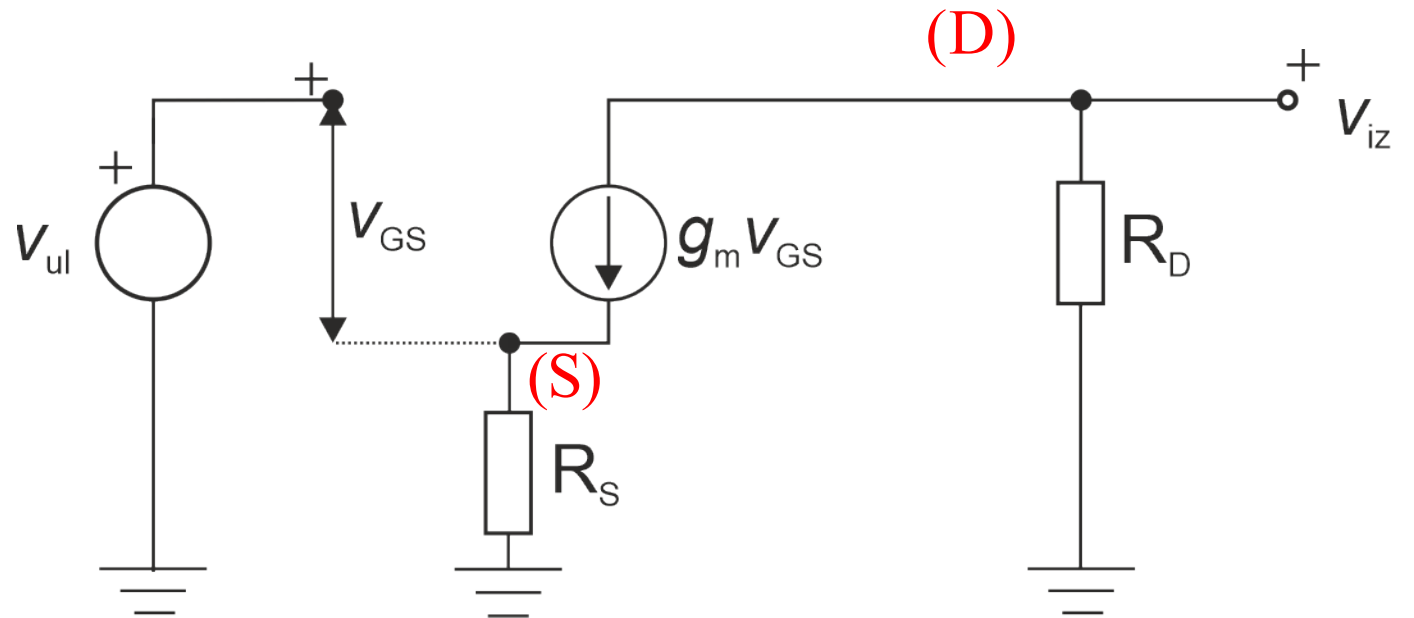 (D)
+
+
v_iz
+
v_ul
v_GS
g_m v_GS
R_D
(S)
R_S